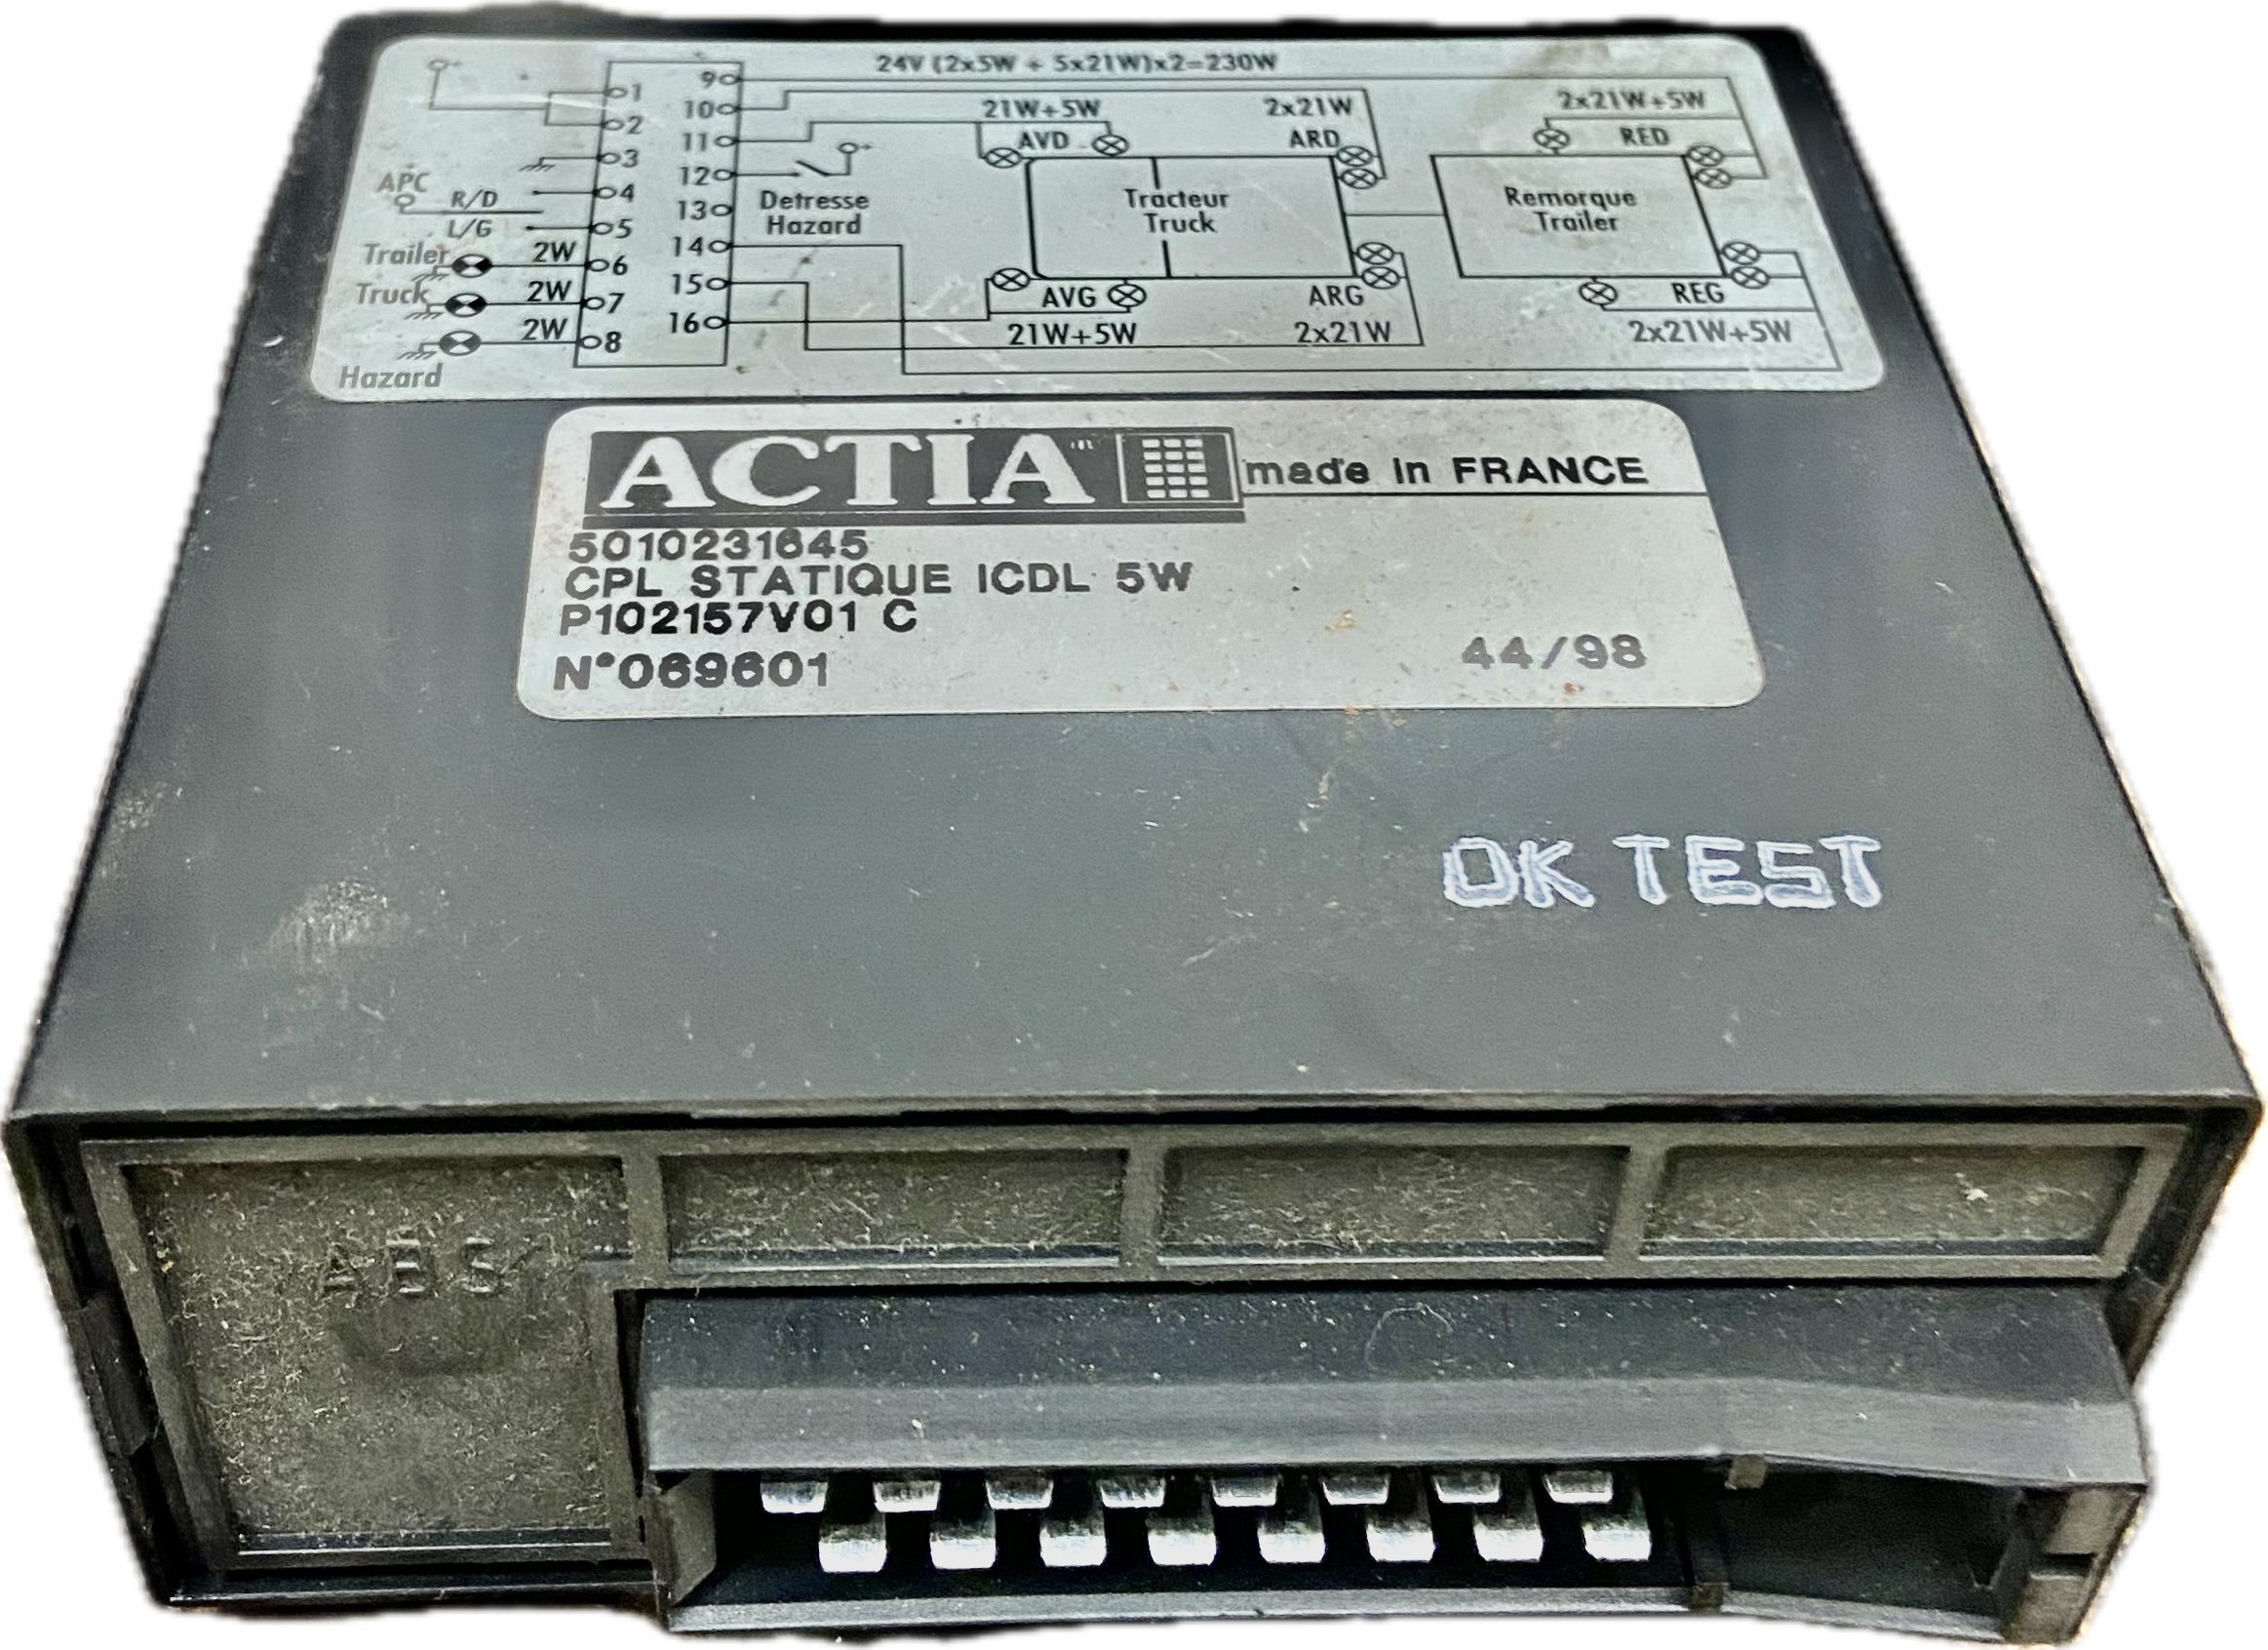 24V (2x5W + 5x21W)x2=230W
1
2
3
APC
R/D
4
L/G
5
Trailer
2W
6
Truck
2W
7
2W
8
Hazard
9
10
11
12
13
14
15
16
Detresse
Hazard
21W+5W
AVD
2x21W
ARD
2x21W+5W
RED
Tracteur
Truck
Remorque
Trailer
AVG
21W+5W
ARG
2x21W
REG
2x21W+5W
ACTIA made in FRANCE
5010231645
CPL STATIQUE ICDL 5W
P102157V01 C
N°069601
44/98
OK TEST
ABS